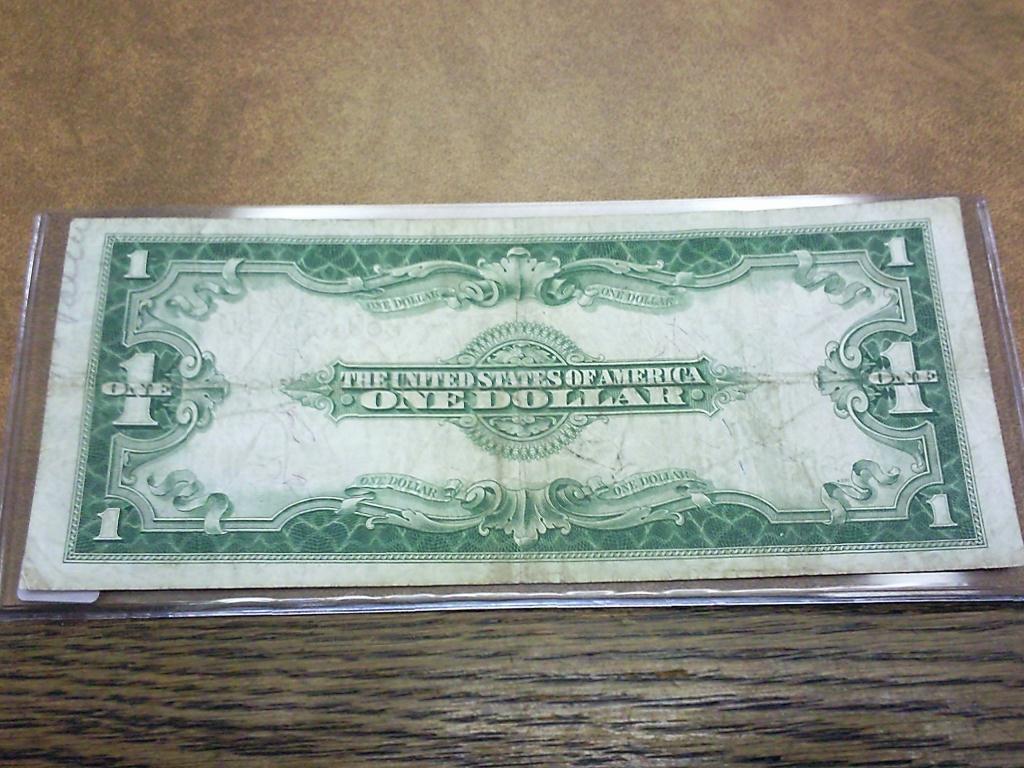 1 1
ONE DOLLAR ONE DOLLAR
1 ONE THE UNITED STATES OF AMERICA 1 ONE
ONE DOLLAR
ONE DOLLAR ONE DOLLAR
1 1